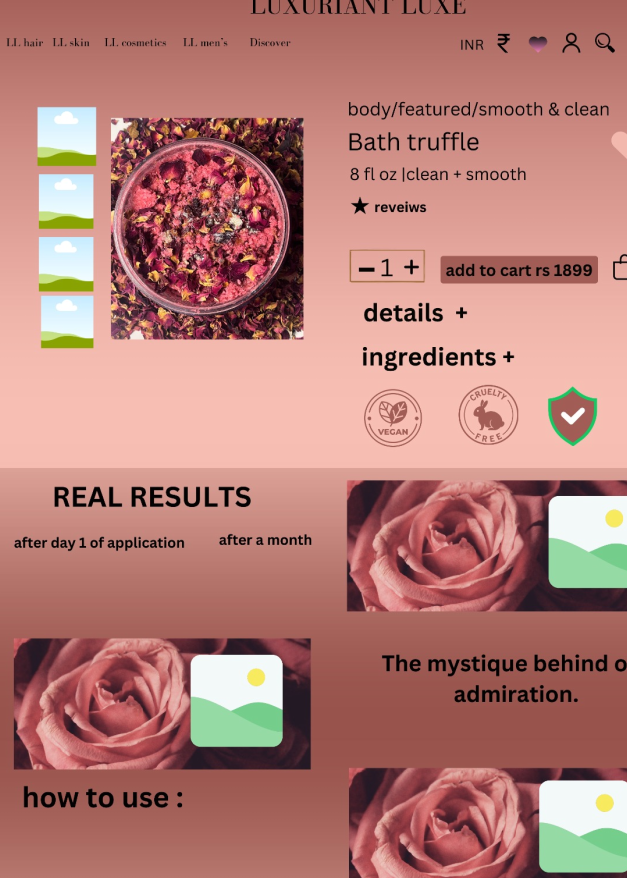 LUXURIANT LUXE
LL hair LL skin LL cosmetics LL men's Discover
INR ₹
body/featured/smooth & clean
Bath truffle
8 fl oz |clean + smooth
★ reveiws
– 1 +
add to cart rs 1899
details +
ingredients +
VEGAN
CRUELTY
FREE
REAL RESULTS
after day 1 of application
after a month
The mystique behind o
admiration.
how to use :